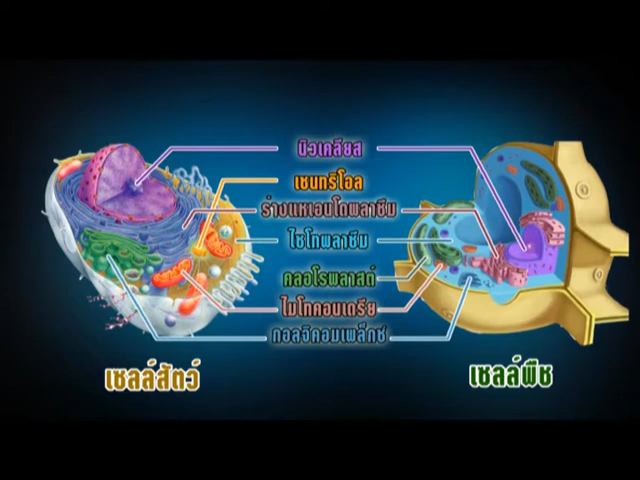 นิวเคลียส
เซนทริโอล
ร่างแหเอนโดพลาซึม
ไซโทพลาซึม
คลอโรพลาสต์
ไมโทคอนเดรีย
กอลจิคอมเพล็กซ์
เซลล์สัตว์
เซลล์พืช